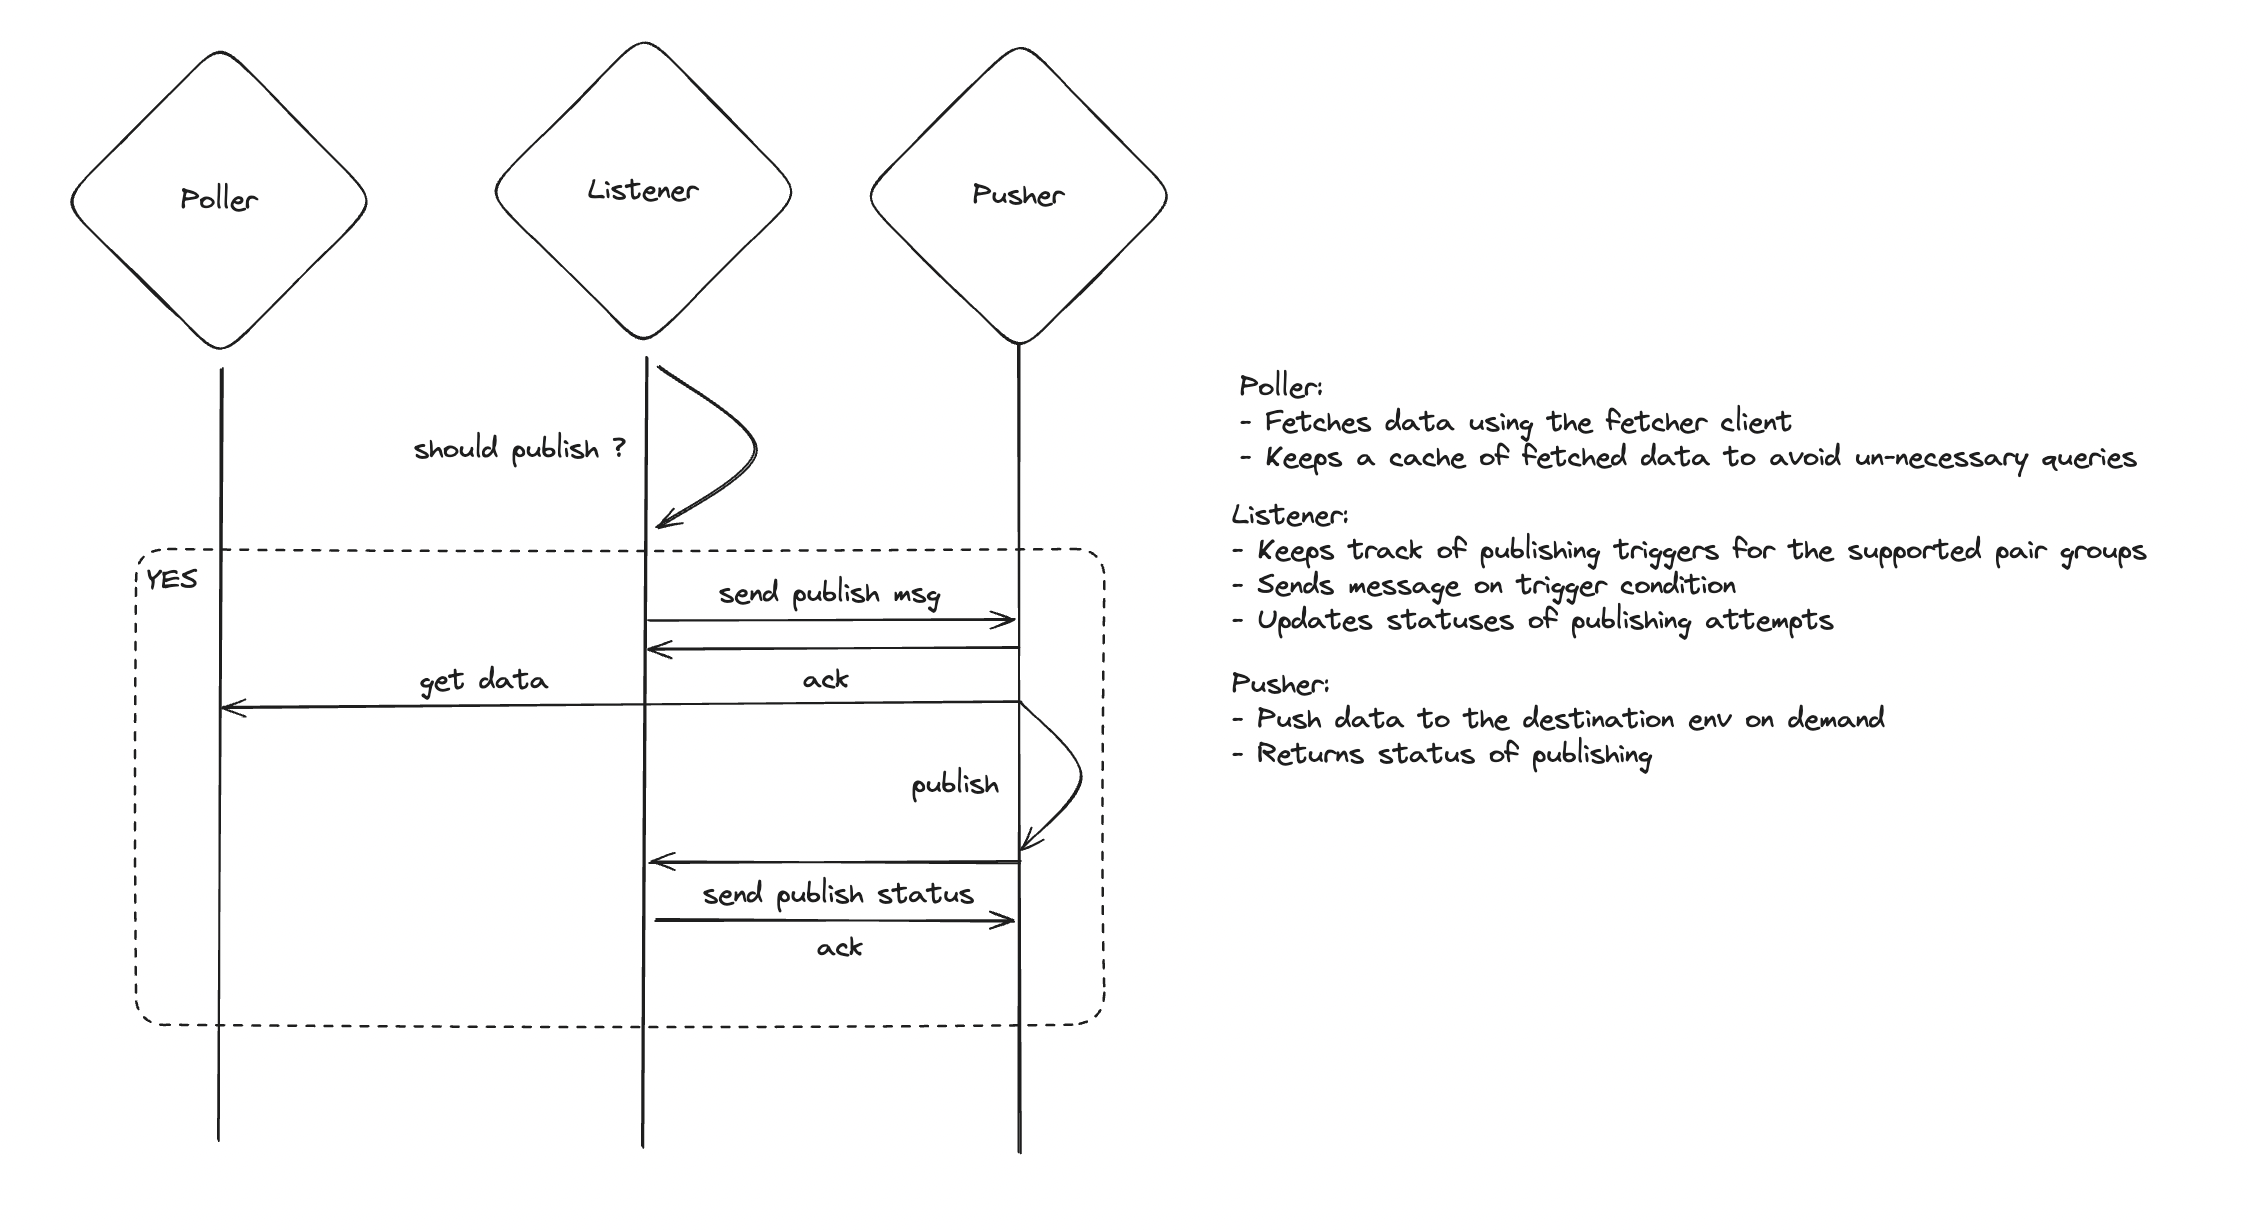 Poller
Listener
Pusher
should publish ?
YES
send publish msg
ack
get data
publish
send publish status
ack
Poller:
- Fetches data using the fetcher client
- Keeps a cache of fetched data to avoid un-necessary queries
Listener:
- Keeps track of publishing triggers for the supported pair groups
- Sends message on trigger condition
- Updates statuses of publishing attempts
Pusher:
- Push data to the destination env on demand
- Returns status of publishing